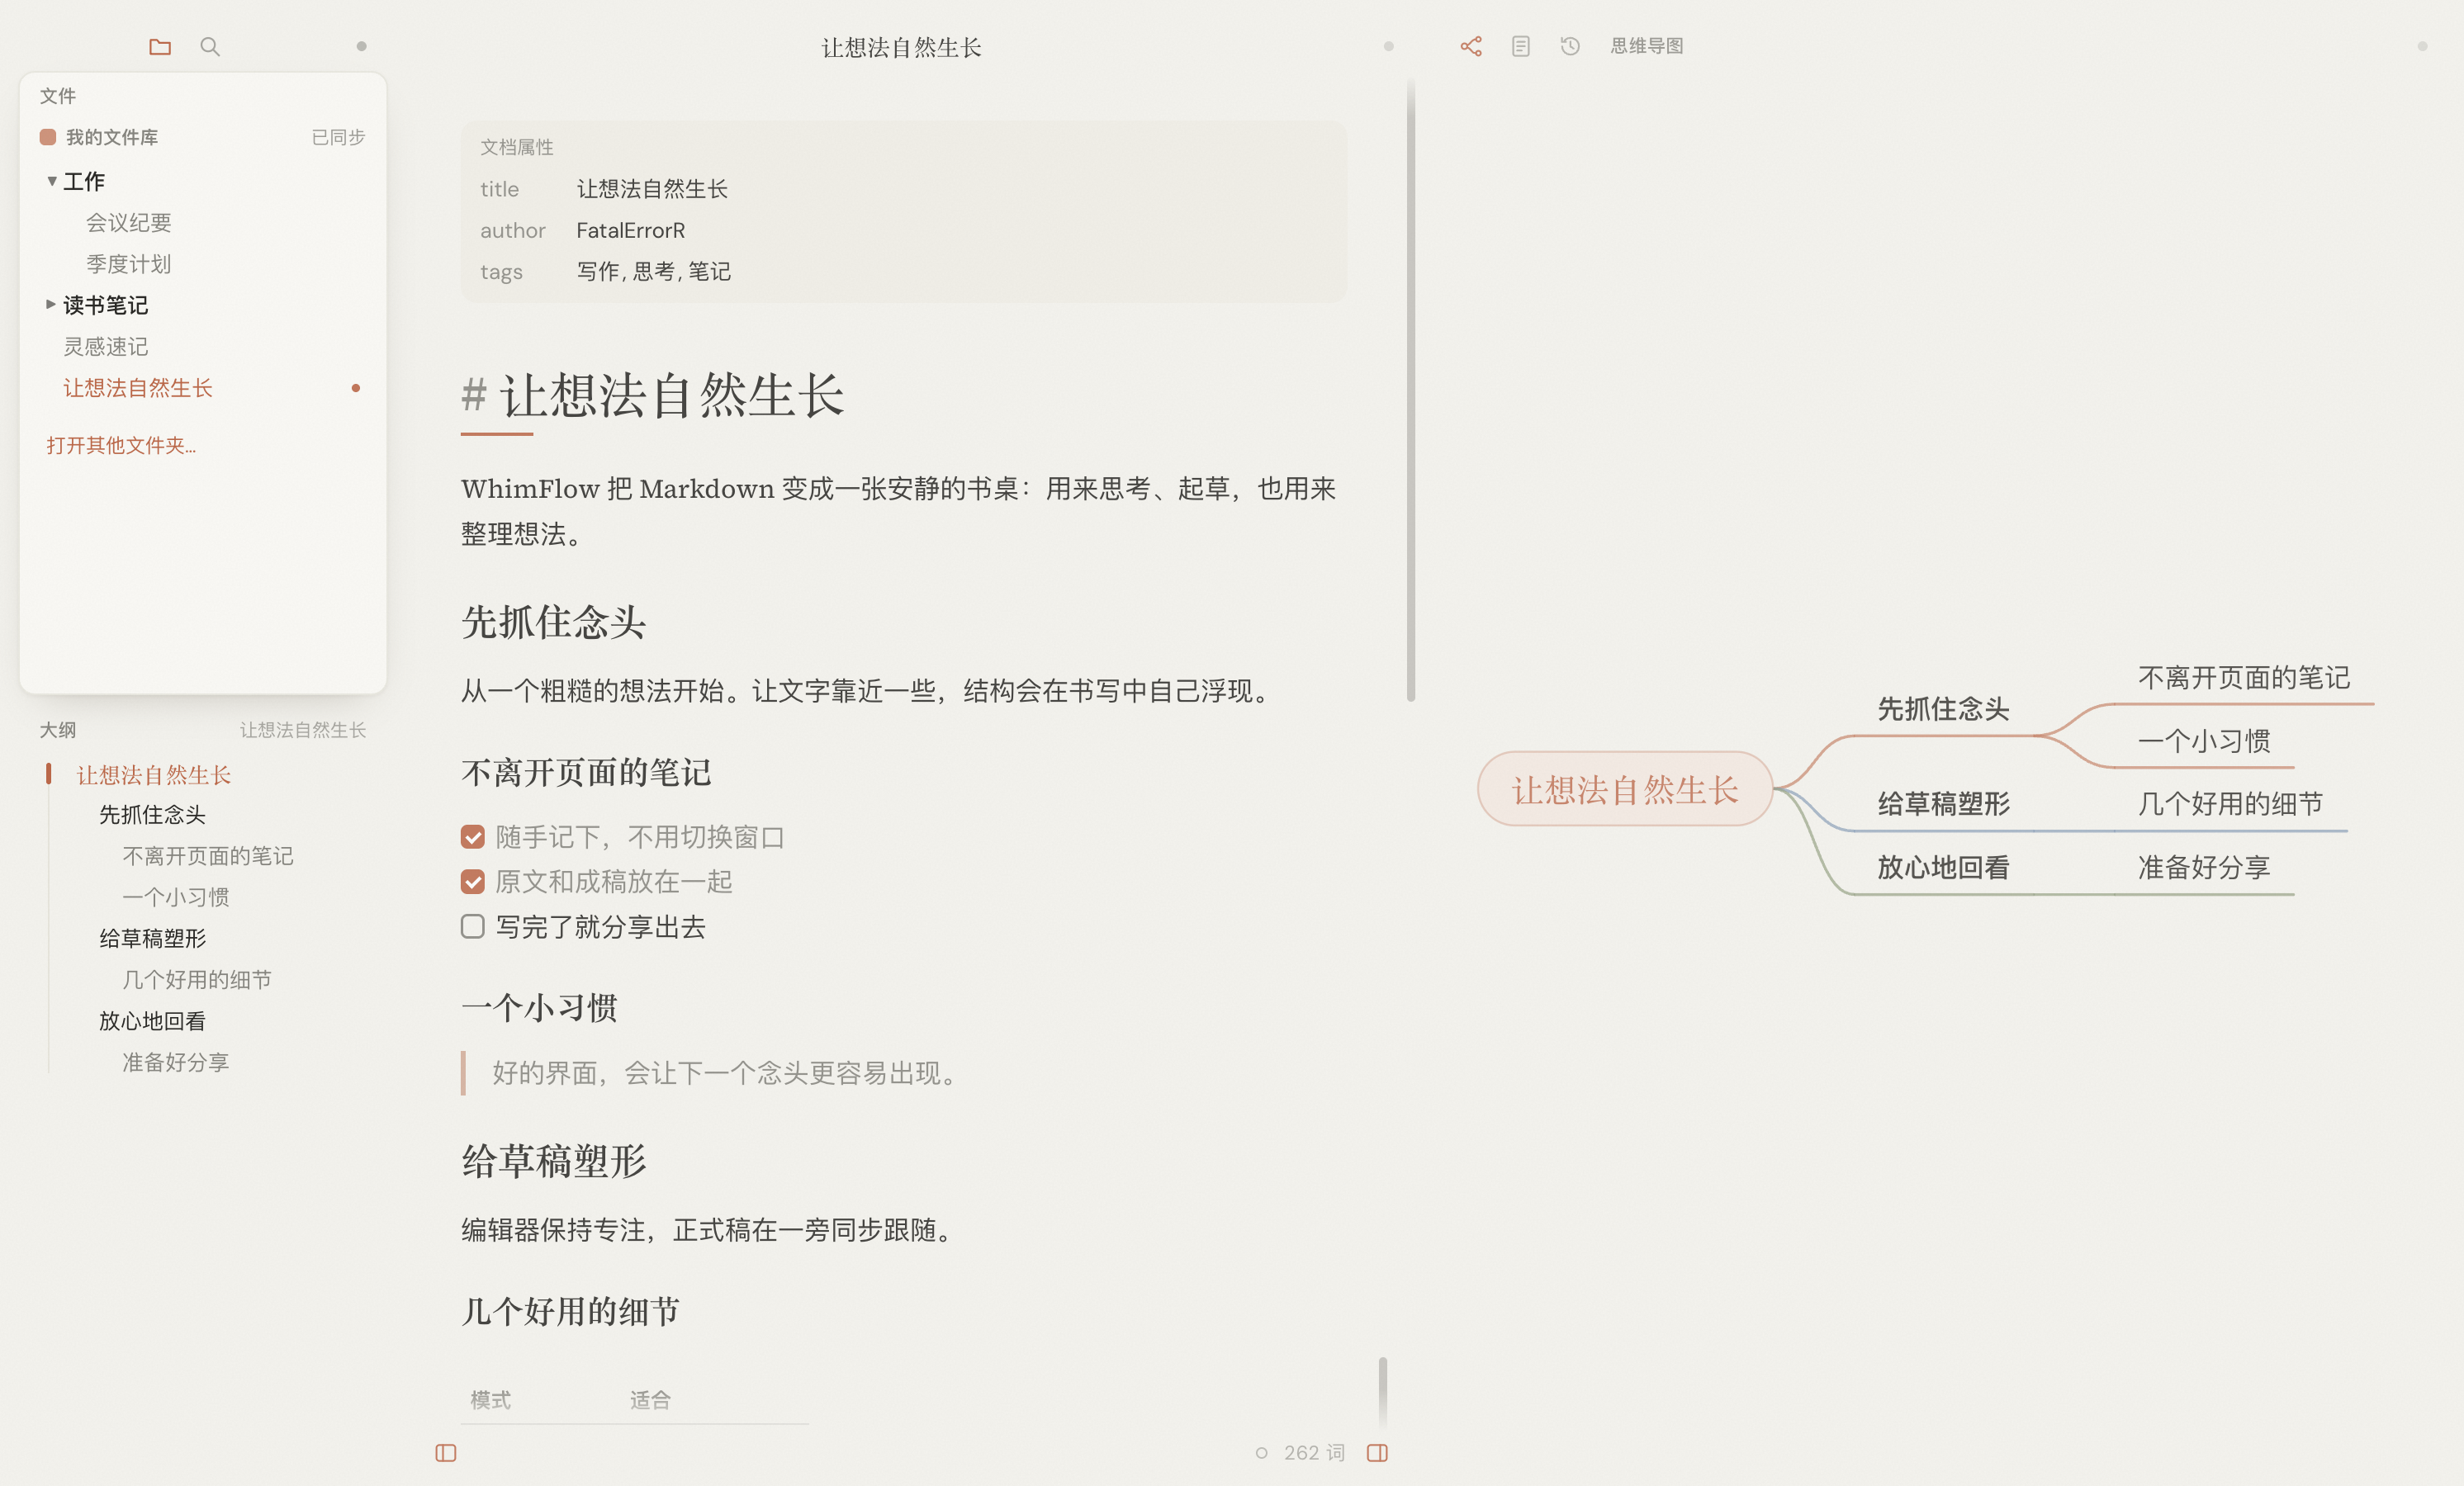 文件
我的文件库 已同步
工作
会议纪要
季度计划
读书笔记
灵感速记
让想法自然生长
打开其他文件夹...
大纲 让想法自然生长
让想法自然生长
先抓住念头
不离开页面的笔记
一个小习惯
给草稿塑形
几个好用的细节
放心地回看
准备好分享
让想法自然生长
文档属性
title 让想法自然生长
author FatalErrorR
tags 写作, 思考, 笔记
# 让想法自然生长
WhimFlow 把 Markdown 变成一张安静的书桌：用来思考、起草，也用来
整理想法。
先抓住念头
从一个粗糙的想法开始。让文字靠近一些，结构会在书写中自己浮现。
不离开页面的笔记
随手记下，不用切换窗口
原文和成稿放在一起
写完了就分享出去
一个小习惯
好的界面，会让下一个念头更容易出现。
给草稿塑形
编辑器保持专注，正式稿在一旁同步跟随。
几个好用的细节
模式 适合
262 词
思维导图
让想法自然生长
先抓住念头
不离开页面的笔记
一个小习惯
给草稿塑形
几个好用的细节
放心地回看
准备好分享